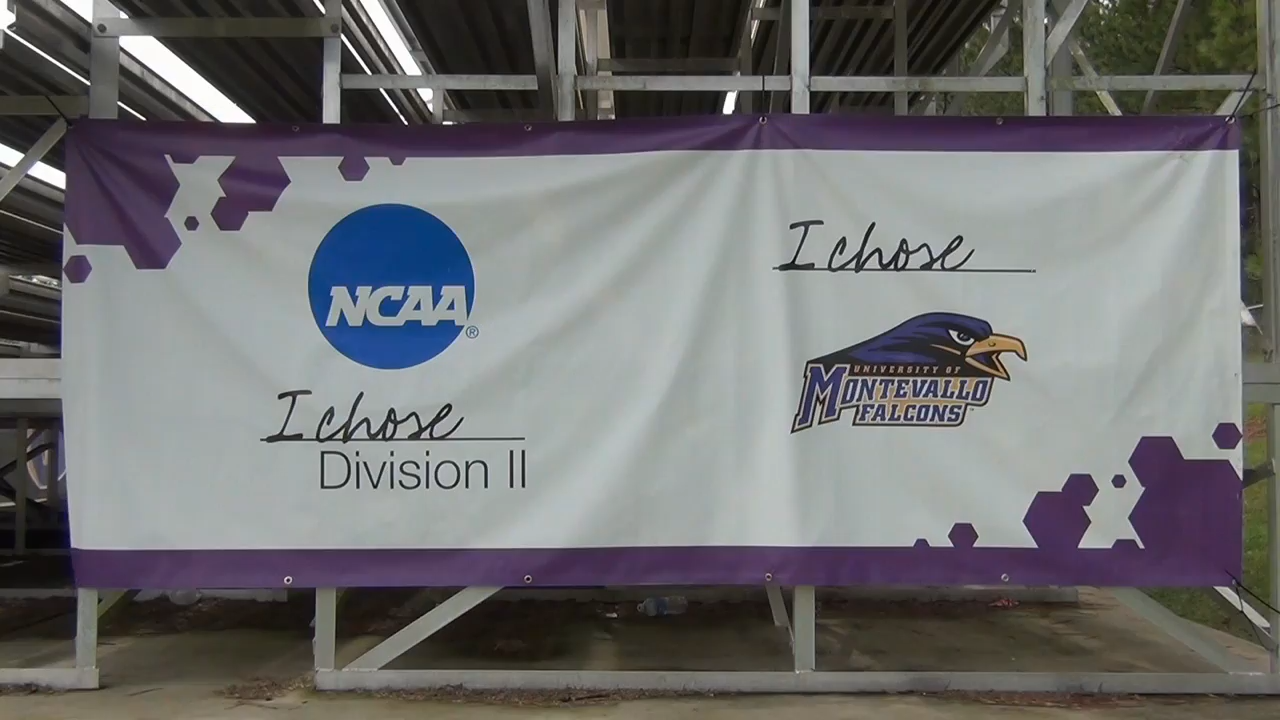 NCAA®
I chose
Division II
I chose
UNIVERSITY OF
MONTEVALLO
FALCONS